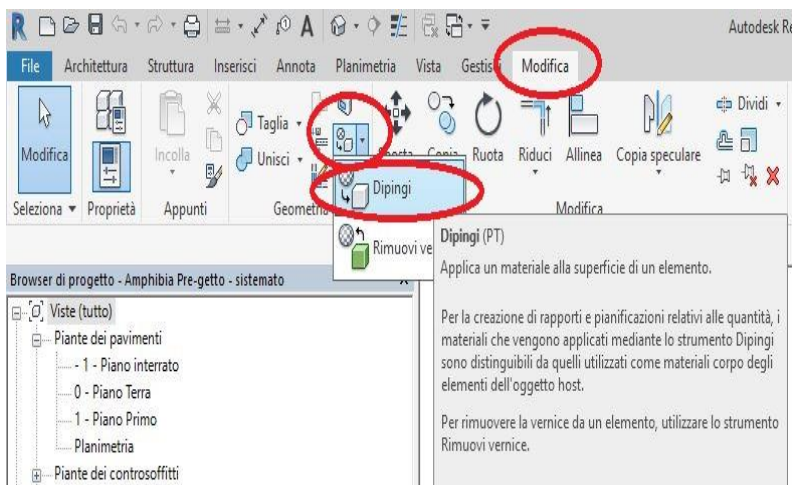 Autodesk Re
File Architettura Struttura Inserisci Annota Planimetria Vista Modifica
Modifica
Incolla
Taglia
Unisci
Copia Ruota Riduci Allinea Copia speculare
Dividi
Seleziona Proprietà Appunti Geometria Modifica
Dipingi
Rimuovi ve
Dipingi (PT)
Applica un materiale alla superficie di un elemento.
Per la creazione di rapporti e pianificazioni relativi alle quantità, i
materiali che vengono applicati mediante lo strumento Dipingi
sono distinguibili da quelli utilizzati come materiali corpo degli
elementi dell'oggetto host.
Per rimuovere la vernice da un elemento, utilizzare lo strumento
Rimuovi vernice.
Browser di progetto - Amphibia Pre-getto - sistemato
Viste (tutto)
Piante dei pavimenti
- 1 - Piano interrato
0 - Piano Terra
1 - Piano Primo
Planimetria
Piante dei controsoffitti